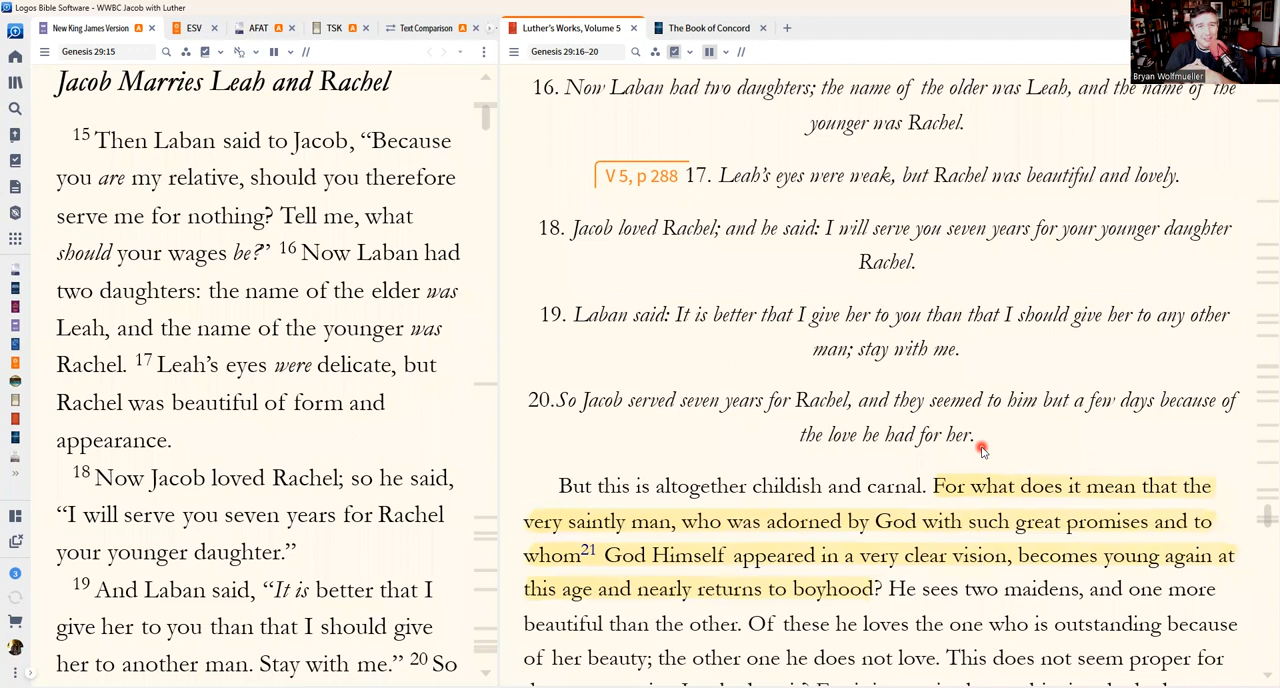 Logos Bible Software - WWBC Jacob with Luther
New King James Version A ×
ESV ×
AFAT A ×
TSK A ×
Text Comparison A ×
Luther's Works, Volume 5 ×
The Book of Concord × +
Genesis 29:15
Genesis 29:16–20
Bryan Wolfmueller
Jacob Marries Leah and Rachel
15 Then Laban said to Jacob, “Because
you are my relative, should you therefore
serve me for nothing? Tell me, what
should your wages be?” 16 Now Laban had
two daughters: the name of the elder was
Leah, and the name of the younger was
Rachel. 17 Leah’s eyes were delicate, but
Rachel was beautiful of form and
appearance.
18 Now Jacob loved Rachel; so he said,
“I will serve you seven years for Rachel
your younger daughter.”
19 And Laban said, “It is better that I
give her to you than that I should give
her to another man. Stay with me.” 20 So
16. Now Laban had two daughters; the name of the older was Leah, and the name of the
younger was Rachel.
V 5, p 288 17. Leah’s eyes were weak, but Rachel was beautiful and lovely.
18. Jacob loved Rachel; and he said: I will serve you seven years for your younger daughter
Rachel.
19. Laban said: It is better that I give her to you than that I should give her to any other
man; stay with me.
20.So Jacob served seven years for Rachel, and they seemed to him but a few days because of
the love he had for her.
But this is altogether childish and carnal. For what does it mean that the
very saintly man, who was adorned by God with such great promises and to
whom21 God Himself appeared in a very clear vision, becomes young again at
this age and nearly returns to boyhood? He sees two maidens, and one more
beautiful than the other. Of these he loves the one who is outstanding because
of her beauty; the other one he does not love. This does not seem proper for
3